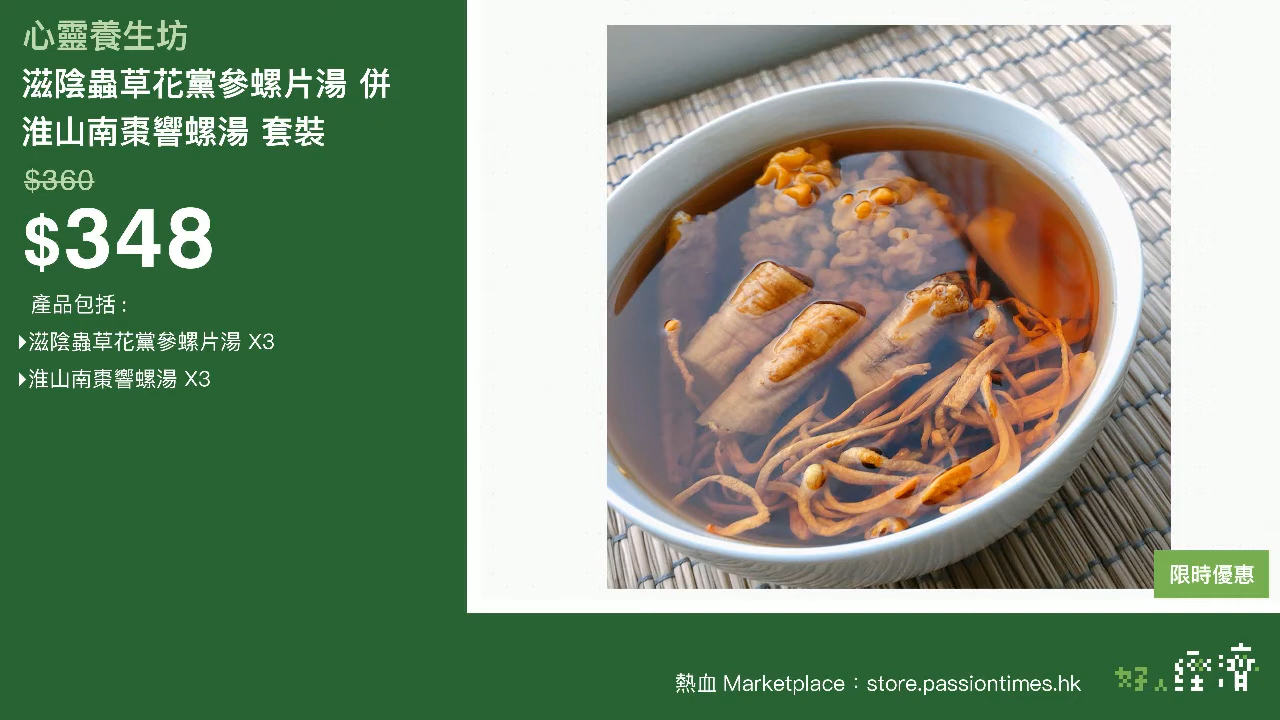 心靈養生坊
滋陰蟲草花黨參螺片湯 併
淮山南棗響螺湯 套裝
$360
$348
產品包括 :
滋陰蟲草花黨參螺片湯 X3
淮山南棗響螺湯 X3
限時優惠
熱血 Marketplace：store.passiontimes.hk
好人經濟